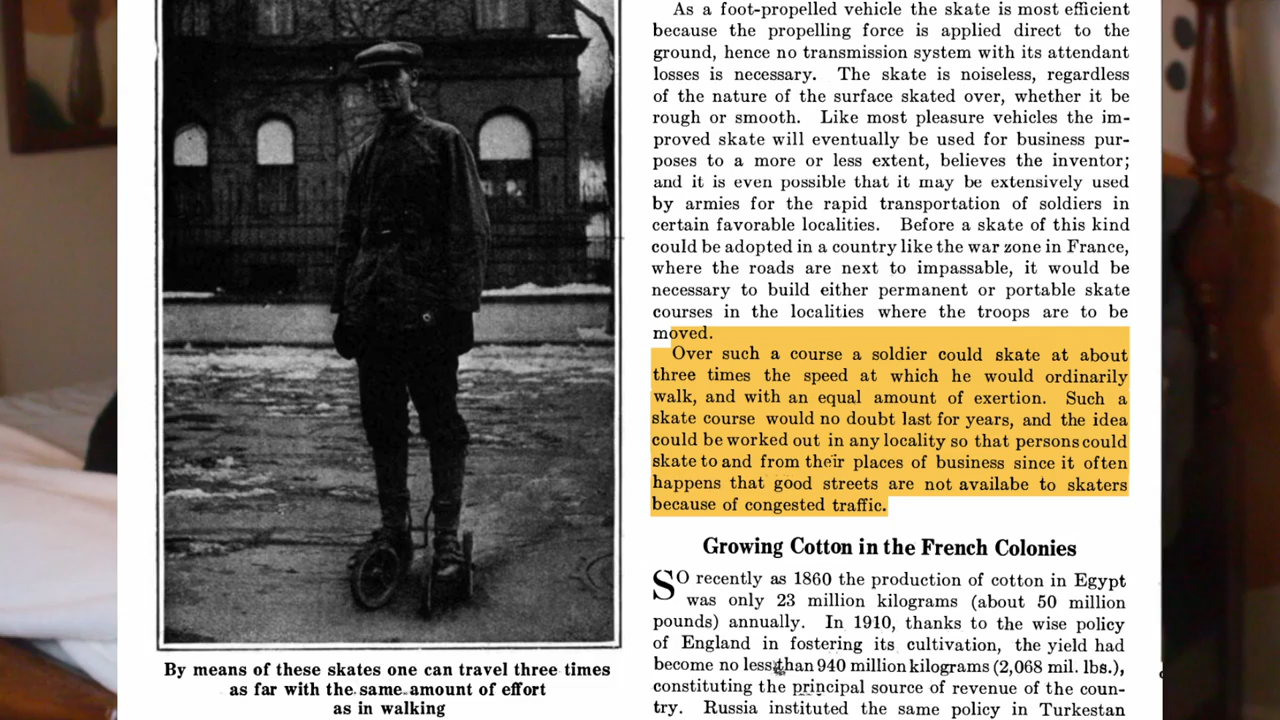 As a foot-propelled vehicle the skate is most efficient
because the propelling force is applied direct to the
ground, hence no transmission system with its attendant
losses is necessary. The skate is noiseless, regardless
of the nature of the surface skated over, whether it be
rough or smooth. Like most pleasure vehicles the im-
proved skate will eventually be used for business pur-
poses to a more or less extent, believes the inventor;
and it is even possible that it may be extensively used
by armies for the rapid transportation of soldiers in
certain favorable localities. Before a skate of this kind
could be adopted in a country like the war zone in France,
where the roads are next to impassable, it would be
necessary to build either permanent or portable skate
courses in the localities where the troops are to be
moved.
Over such a course a soldier could skate at about
three times the speed at which he would ordinarily
walk, and with an equal amount of exertion. Such a
skate course would no doubt last for years, and the idea
could be worked out in any locality so that persons could
skate to and from their places of business since it often
happens that good streets are not availabe to skaters
because of congested traffic.
Growing Cotton in the French Colonies
SO recently as 1860 the production of cotton in Egypt
was only 23 million kilograms (about 50 million
pounds) annually. In 1910, thanks to the wise policy
of England in fostering its cultivation, the yield had
become no less than 940 million kilograms (2,068 mil. lbs.),
constituting the principal source of revenue of the coun-
try. Russia instituted the same policy in Turkestan
By means of these skates one can travel three times
as far with the same amount of effort
as in walking